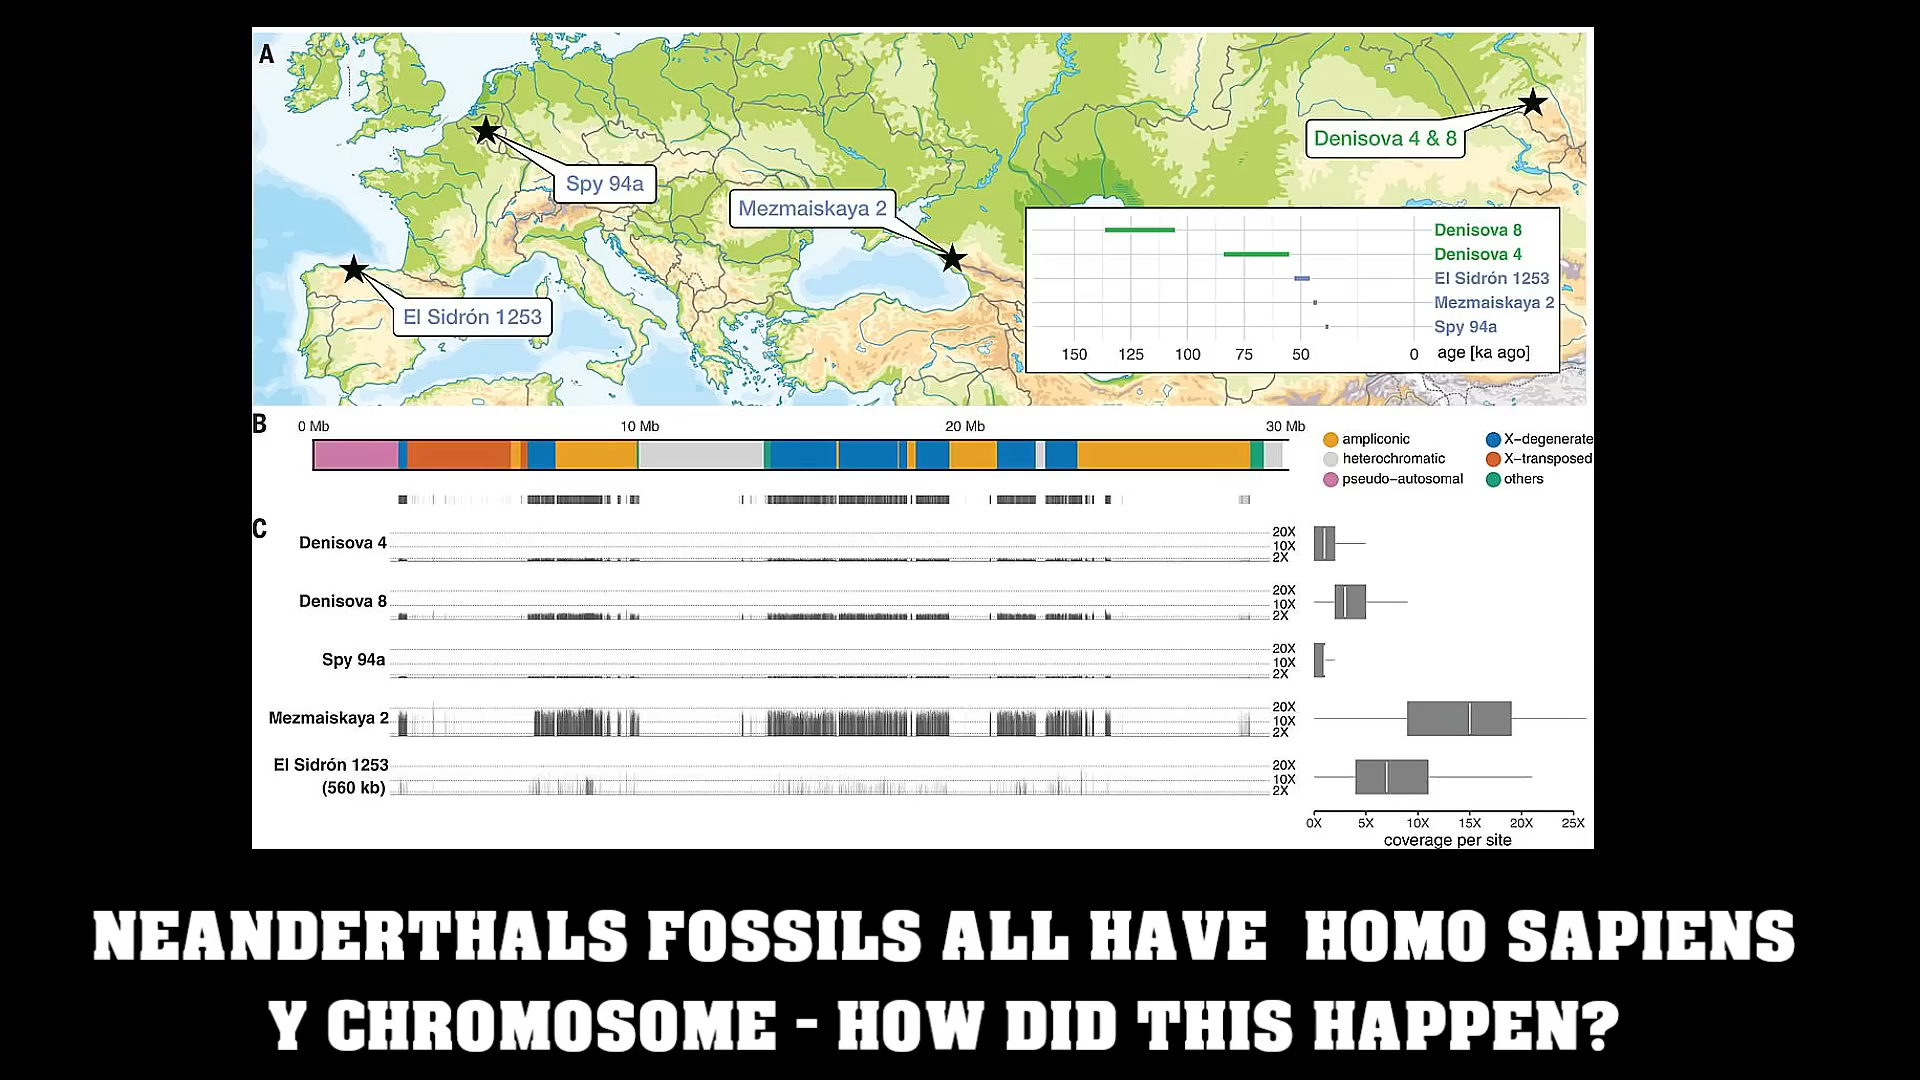 A
Spy 94a
Mezmaiskaya 2
El Sidrón 1253
Denisova 4 & 8
Denisova 8
Denisova 4
El Sidrón 1253
Mezmaiskaya 2
Spy 94a
150 125 100 75 50 0 age [ka ago]
B
0 Mb 10 Mb 20 Mb 30 Mb
ampliconic X–degenerate
heterochromatic X–transposed
pseudo–autosomal others
C
Denisova 4
20X
10X
2X
Denisova 8
20X
10X
2X
Spy 94a
20X
10X
2X
Mezmaiskaya 2
20X
10X
2X
El Sidrón 1253
(560 kb)
20X
10X
2X
0X 5X 10X 15X 20X 25X
coverage per site
NEANDERTHALS FOSSILS ALL HAVE HOMO SAPIENS
Y CHROMOSOME - HOW DID THIS HAPPEN?